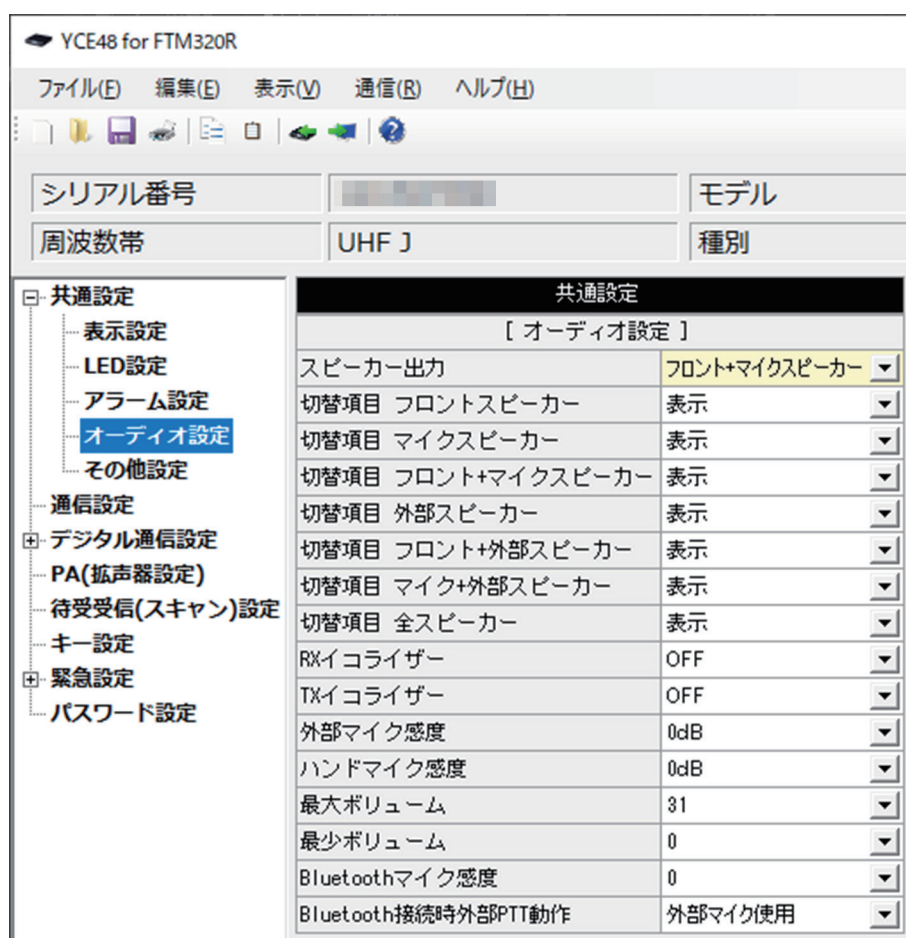 YCE48 for FTM320R
ファイル(F) 編集(E) 表示(V) 通信(R) ヘルプ(H)
シリアル番号 モデル
周波数帯 UHF J 種別
共通設定
表示設定
LED設定
アラーム設定
オーディオ設定
その他設定
通信設定
デジタル通信設定
PA(拡声器設定)
待受受信(スキャン)設定
キー設定
緊急設定
パスワード設定
共通設定
[ オーディオ設定 ]
スピーカー出力 フロント+マイクスピーカー
切替項目 フロントスピーカー 表示
切替項目 マイクスピーカー 表示
切替項目 フロント+マイクスピーカー 表示
切替項目 外部スピーカー 表示
切替項目 フロント+外部スピーカー 表示
切替項目 マイク+外部スピーカー 表示
切替項目 全スピーカー 表示
RXイコライザー OFF
TXイコライザー OFF
外部マイク感度 0dB
ハンドマイク感度 0dB
最大ボリューム 31
最少ボリューム 0
Bluetoothマイク感度 0
Bluetooth接続時外部PTT動作 外部マイク使用